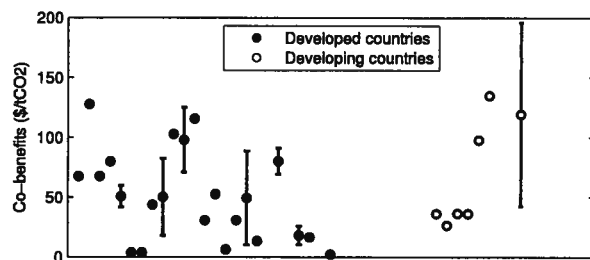 200
150
100
50
0
Co-benefits ($/tCO2)
Developed countries
Developing countries